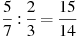 5/7 : 2/3 = 15/14